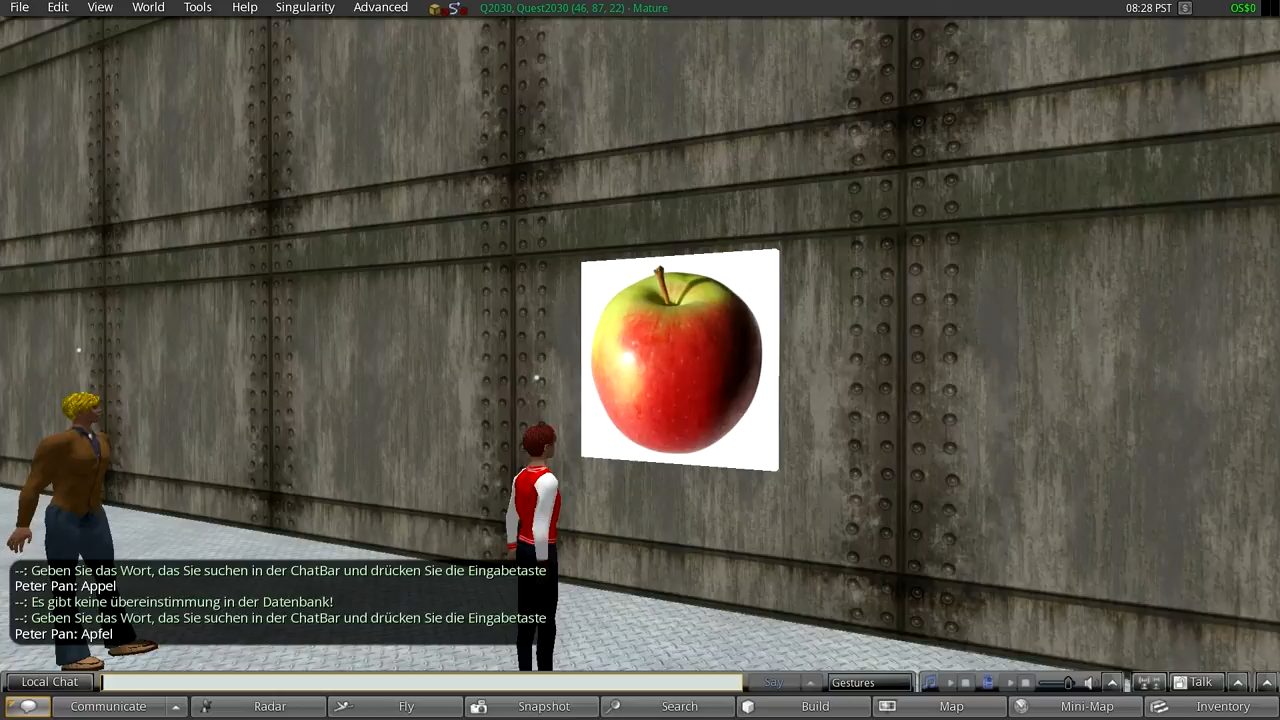 File Edit View World Tools Help Singularity Advanced Q2030, Quest2030 (46, 87, 22) - Mature 08:28 PST $ OS$0
--: Geben Sie das Wort, das Sie suchen in der ChatBar und drücken Sie die Eingabetaste
Peter Pan: Appel
--: Es gibt keine übereinstimmung in der Datenbank!
--: Geben Sie das Wort, das Sie suchen in der ChatBar und drücken Sie die Eingabetaste
Peter Pan: Apfel
Local Chat Say Gestures Talk
Communicate Radar Fly Snapshot Search Build Map Mini-Map Inventory